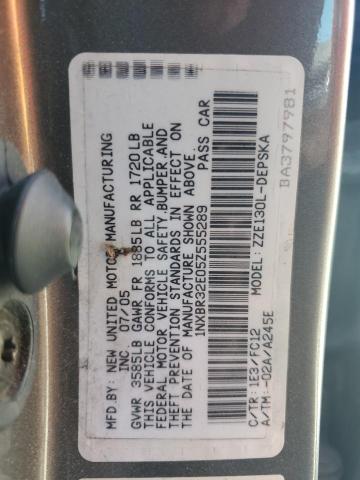 MFD.BY: NEW UNITED MOTOR MANUFACTURING
INC. 07/05
GVWR 3585LB GAWR FR 1885LB RR 1720LB
THIS VEHICLE CONFORMS TO ALL APPLICABLE
FEDERAL MOTOR VEHICLE SAFETY,BUMPER,AND
THEFT PREVENTION STANDARDS IN EFFECT ON
THE DATE OF MANUFACTURE SHOWN ABOVE.
1NXBR32E05Z555289 PASS CAR
C/TR: 1E3/FC12 MODEL: ZZE130L-DEPSKA
A/TM: -02A/A245E
BA3797981